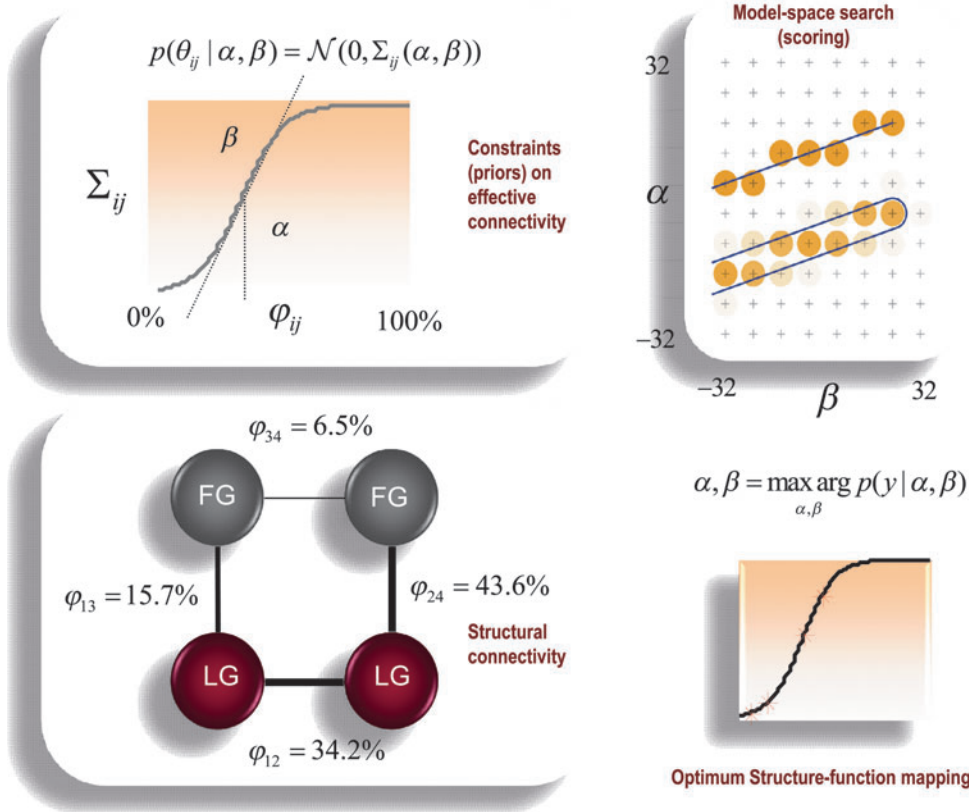 p(θ_ij | α, β) = 𝒩(0, Σ_ij(α, β))
Σ_ij
β
α
0%
φ_ij
100%
Constraints
(priors) on
effective
connectivity
Model-space search
(scoring)
32
α
−32
−32
β
32
φ_34 = 6.5%
FG
FG
φ_13 = 15.7%
φ_24 = 43.6%
LG
LG
φ_12 = 34.2%
Structural
connectivity
α, β = max arg p(y | α, β)
α,β
Optimum Structure-function mapping